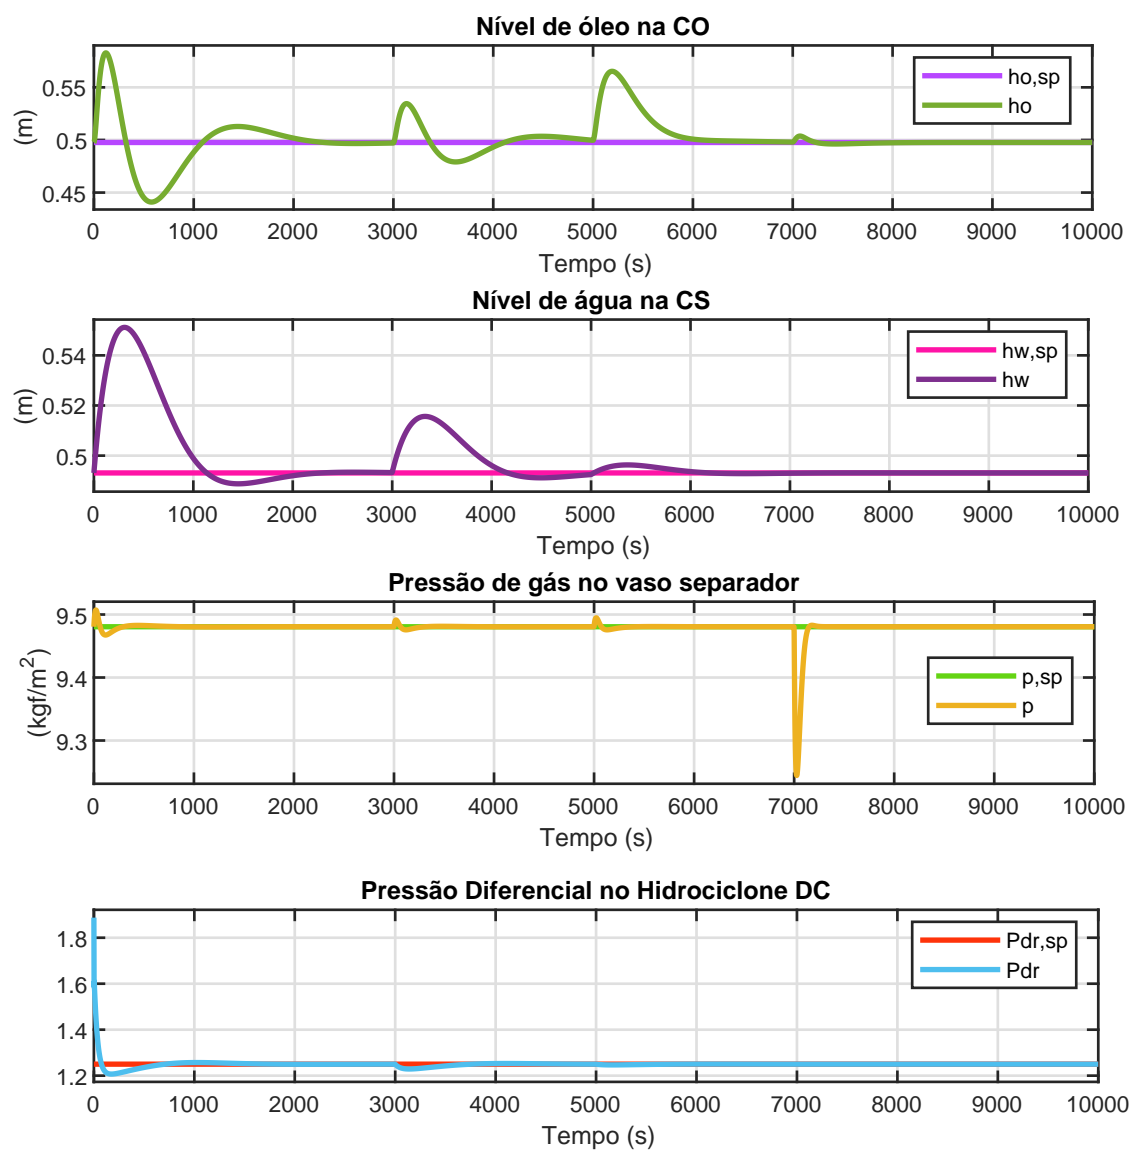 Nível de óleo na CO
0.55
0.5
0.45
(m)
ho,sp
ho
0 1000 2000 3000 4000 5000 6000 7000 8000 9000 10000
Tempo (s)
Nível de água na CS
0.54
0.52
0.5
(m)
hw,sp
hw
0 1000 2000 3000 4000 5000 6000 7000 8000 9000 10000
Tempo (s)
Pressão de gás no vaso separador
9.5
9.4
9.3
(kgf/m²)
p,sp
p
0 1000 2000 3000 4000 5000 6000 7000 8000 9000 10000
Tempo (s)
Pressão Diferencial no Hidrociclone DC
1.8
1.6
1.4
1.2
Pdr,sp
Pdr
0 1000 2000 3000 4000 5000 6000 7000 8000 9000 10000
Tempo (s)